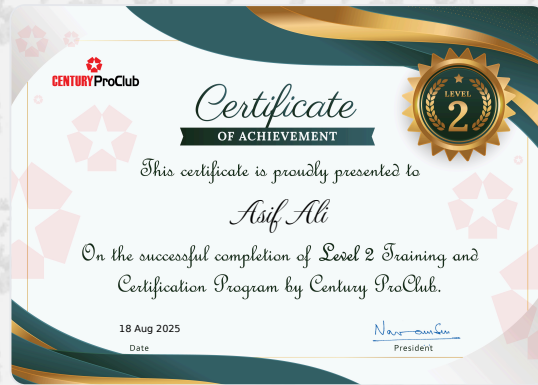 CENTURY ProClub
LEVEL
2
Certificate
OF ACHIEVEMENT
This certificate is proudly presented to
Asif Ali
On the successful completion of Level 2 Training and
Certification Program by Century ProClub.
18 Aug 2025
Date
President